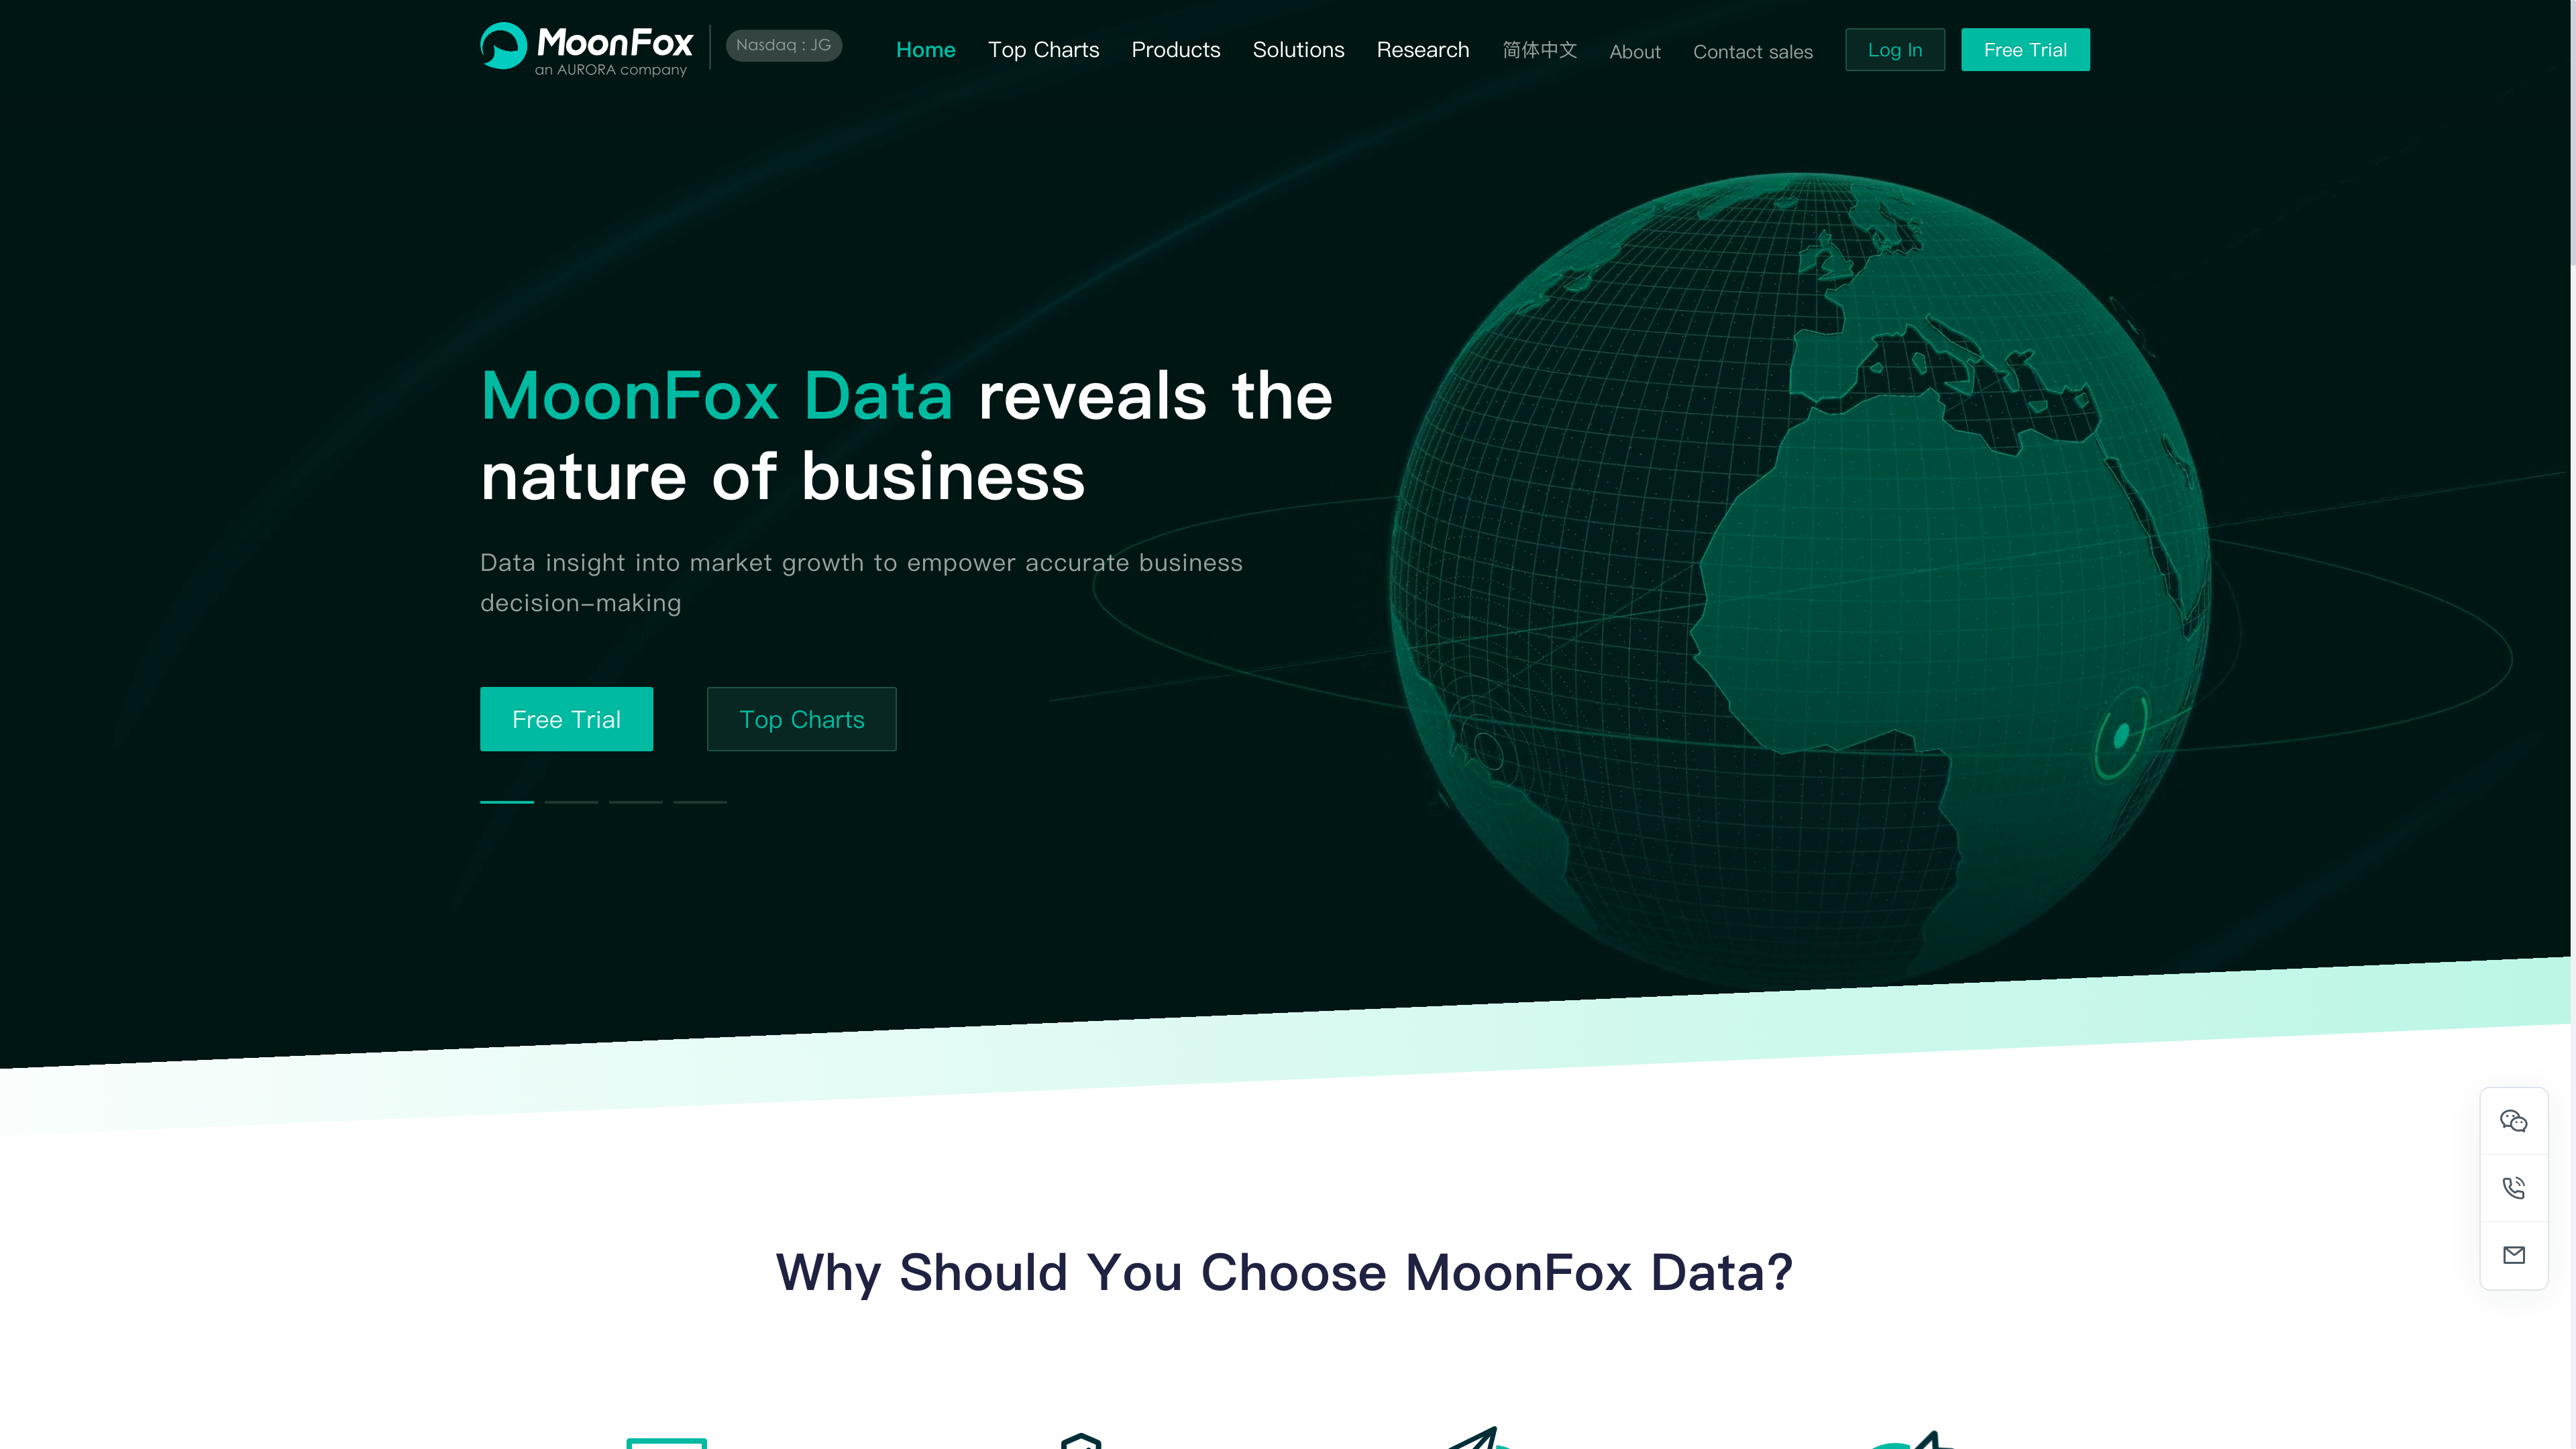 MoonFox
an AURORA company
Nasdaq : JG
Home
Top Charts
Products
Solutions
Research
简体中文
About
Contact sales
Log In
Free Trial
MoonFox Data reveals the
nature of business
Data insight into market growth to empower accurate business
decision-making
Free Trial
Top Charts
Why Should You Choose MoonFox Data?